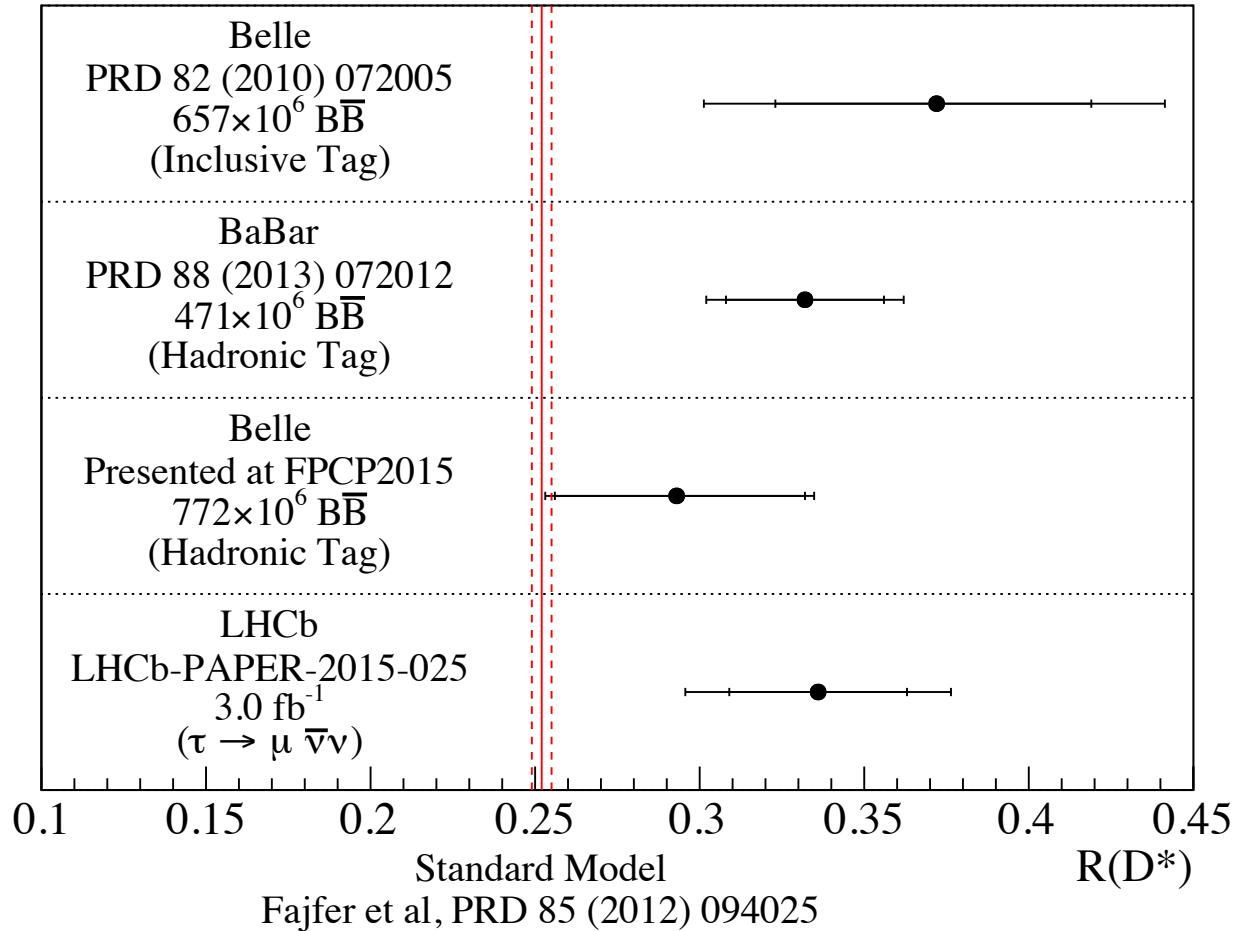 Belle
PRD 82 (2010) 072005
657×10⁶ BB̅
(Inclusive Tag)
BaBar
PRD 88 (2013) 072012
471×10⁶ BB̅
(Hadronic Tag)
Belle
Presented at FPCP2015
772×10⁶ BB̅
(Hadronic Tag)
LHCb
LHCb-PAPER-2015-025
3.0 fb⁻¹
(τ → μ ν̅ν)
0.1 0.15 0.2 0.25 0.3 0.35 0.4 0.45
Standard Model R(D*)
Fajfer et al, PRD 85 (2012) 094025